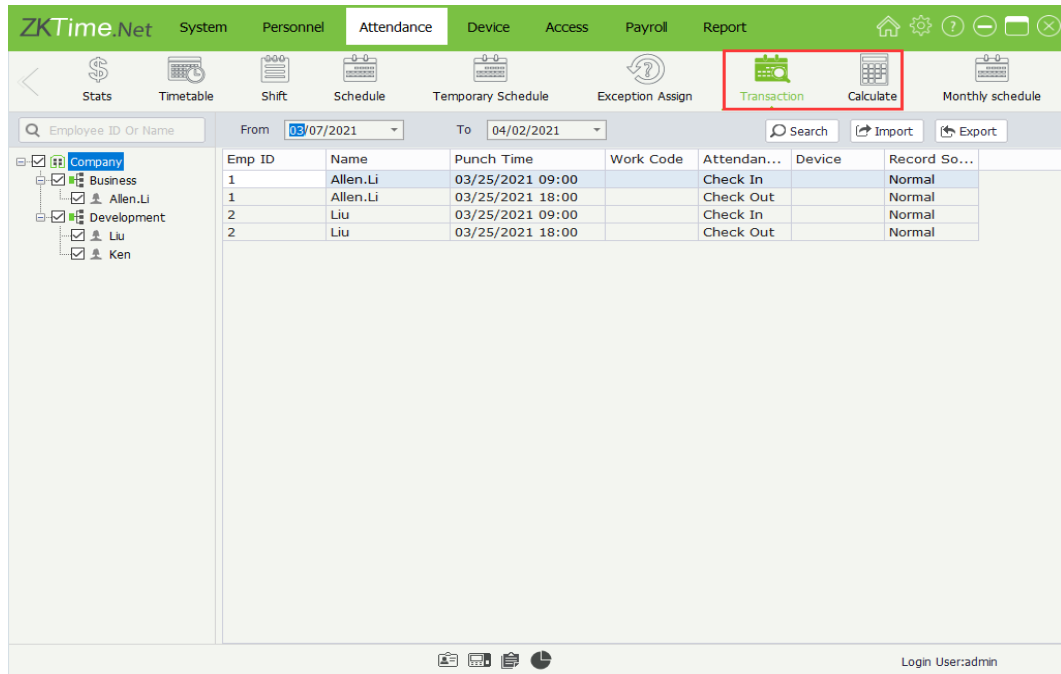 ZKTime.Net System Personnel Attendance Device Access Payroll Report
Stats Timetable Shift Schedule Temporary Schedule Exception Assign Transaction Calculate Monthly schedule
Employee ID Or Name From 03/07/2021 To 04/02/2021 Search Import Export
Company
Business
Allen.Li
Development
Liu
Ken
Emp ID Name Punch Time Work Code Attendan... Device Record So...
1 Allen.Li 03/25/2021 09:00 Check In Normal
1 Allen.Li 03/25/2021 18:00 Check Out Normal
2 Liu 03/25/2021 09:00 Check In Normal
2 Liu 03/25/2021 18:00 Check Out Normal
Login User:admin